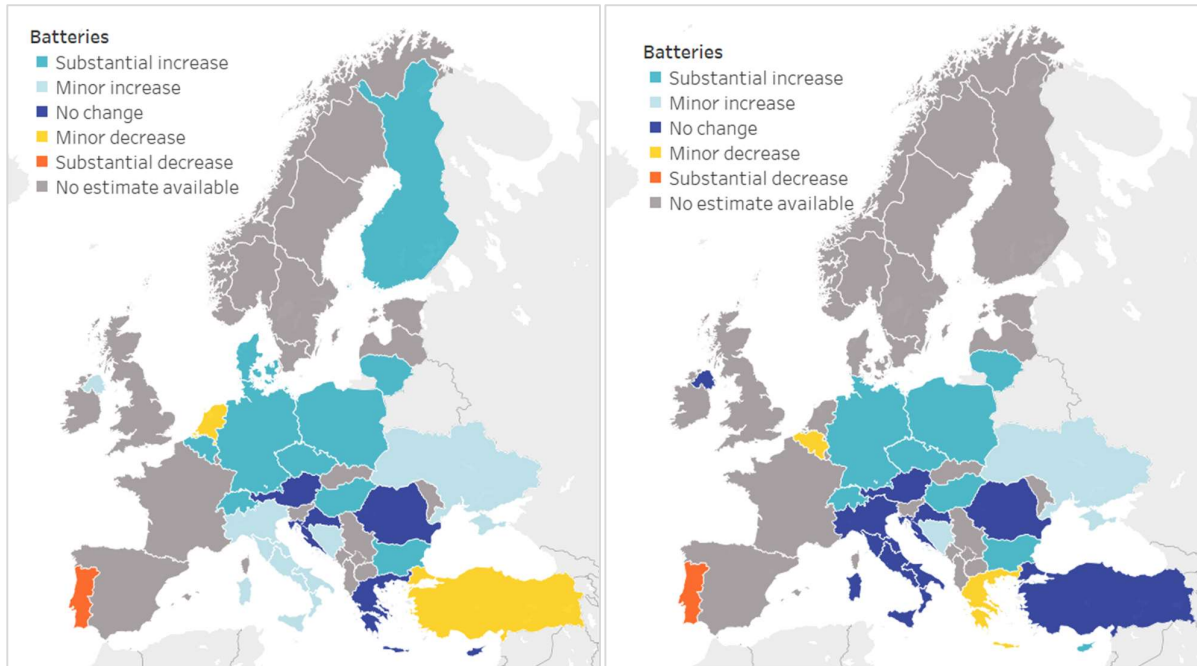 Batteries
Substantial increase
Minor increase
No change
Minor decrease
Substantial decrease
No estimate available
Batteries
Substantial increase
Minor increase
No change
Minor decrease
Substantial decrease
No estimate available